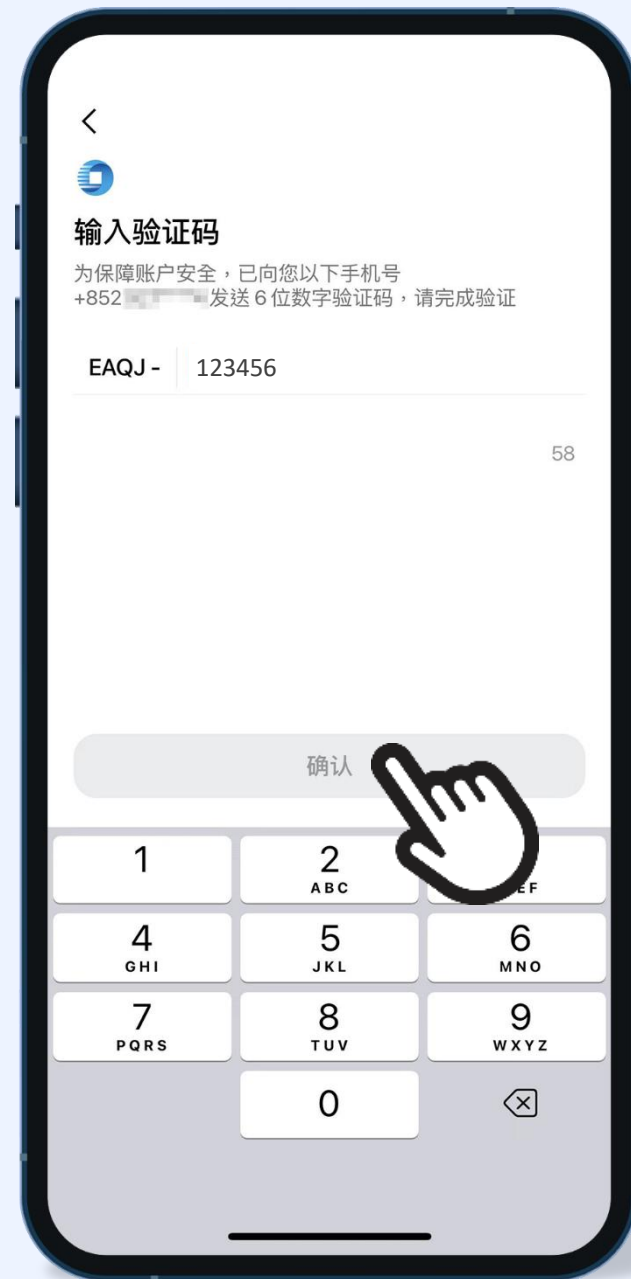 输入验证码
为保障账户安全，已向您以下手机号
+852 发送6位数字验证码，请完成验证
EAQJ - 123456
58
确认
1 2 ABC EF
4 GHI 5 JKL 6 MNO
7 PQRS 8 TUV 9 WXYZ
0